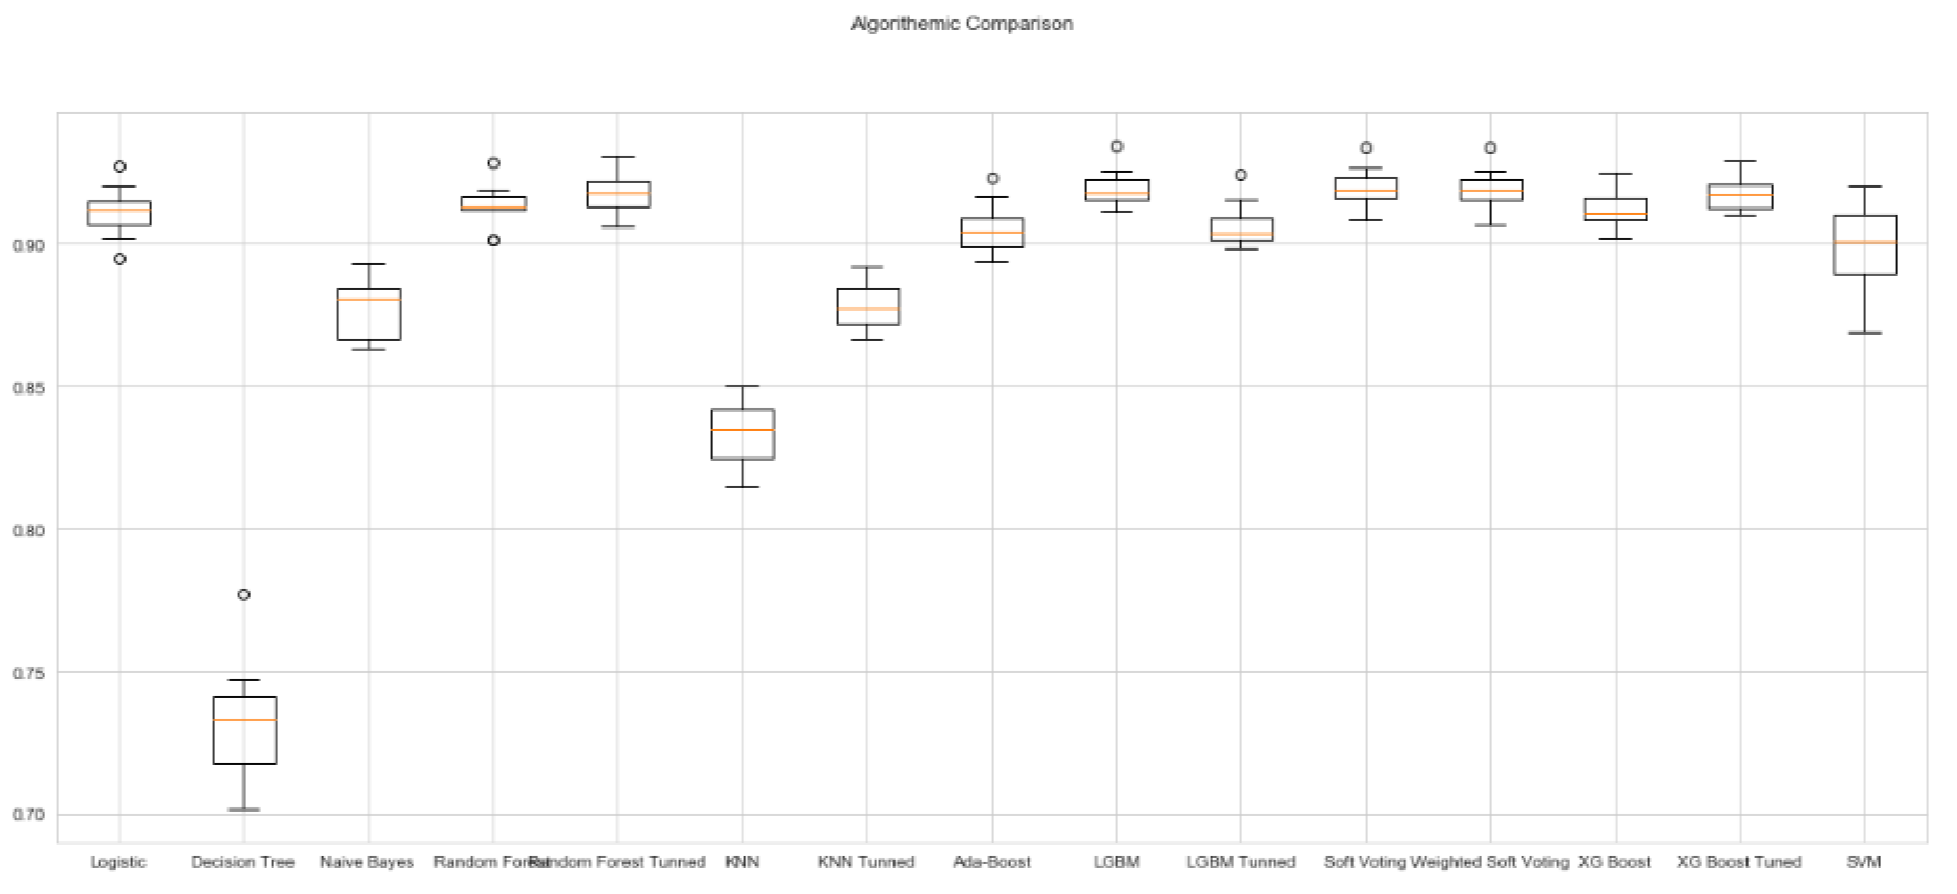 Algorithemic Comparison
0.90
0.85
0.80
0.75
0.70
Logistic Decision Tree Naive Bayes Random Forest Random Forest Tunned KNN KNN Tunned Ada-Boost LGBM LGBM Tunned Soft Voting Weighted Soft Voting XG Boost XG Boost Tuned SVM